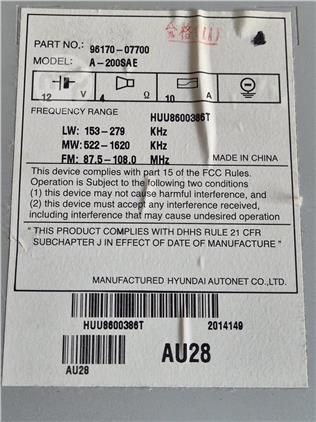 合格(11)
PART NO.: 96170-07700
MODEL: A-200SAE
12 V 4 Ω 10 A
FREQUENCY RANGE HUU8600386T
LW: 153-279 KHz
MW: 522-1620 KHz
FM: 87.5-108.0 MHz MADE IN CHINA
This device complies with part 15 of the FCC Rules.
Operation is Subject to the following two conditions
(1) this device may not cause harmful interference, and
(2) this device must accept any interference received,
including interference that may cause undesired operation
"THIS PRODUCT COMPLIES WITH DHHS RULE 21 CFR
SUBCHAPTER J IN EFFECT OF DATE OF MANUFACTURE"
MANUFACTURED HYUNDAI AUTONET CO.,LTD.
HUU8600386T 2014149
AU28 AU28